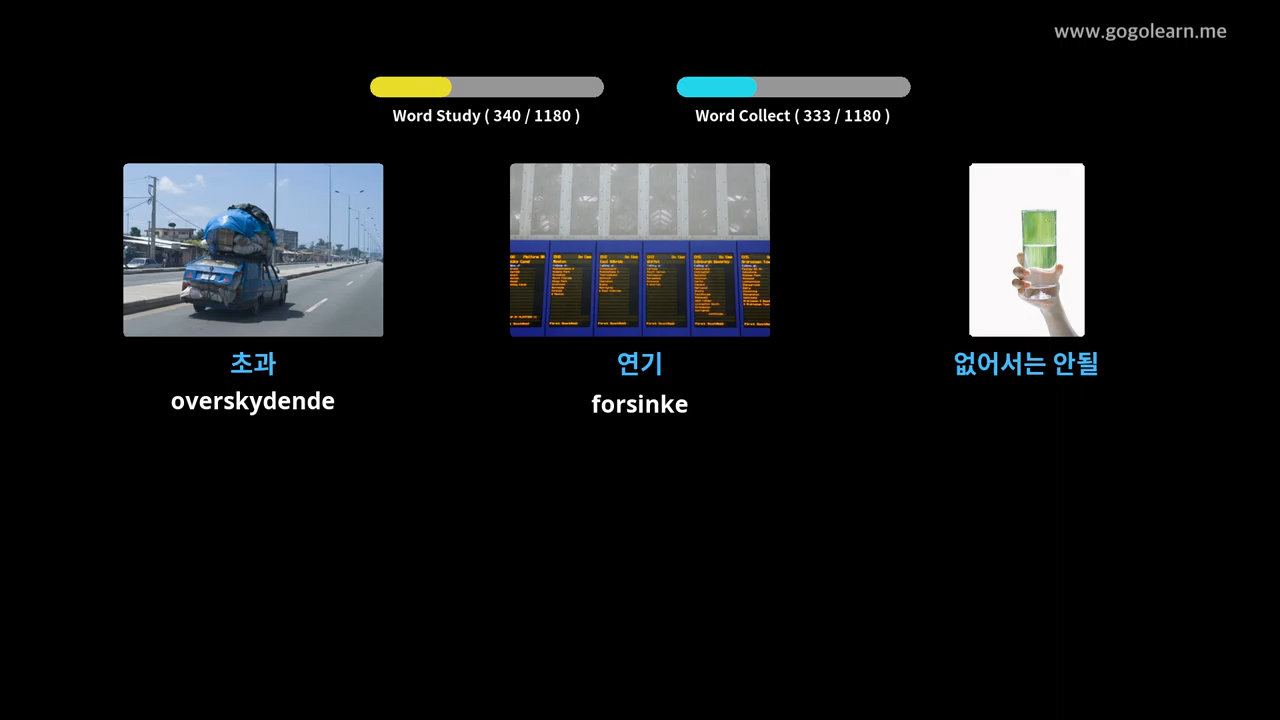 www.gogolearn.me
Word Study ( 340 / 1180 )
Word Collect ( 333 / 1180 )
초과
연기
없어서는 안될
overskydende
forsinke